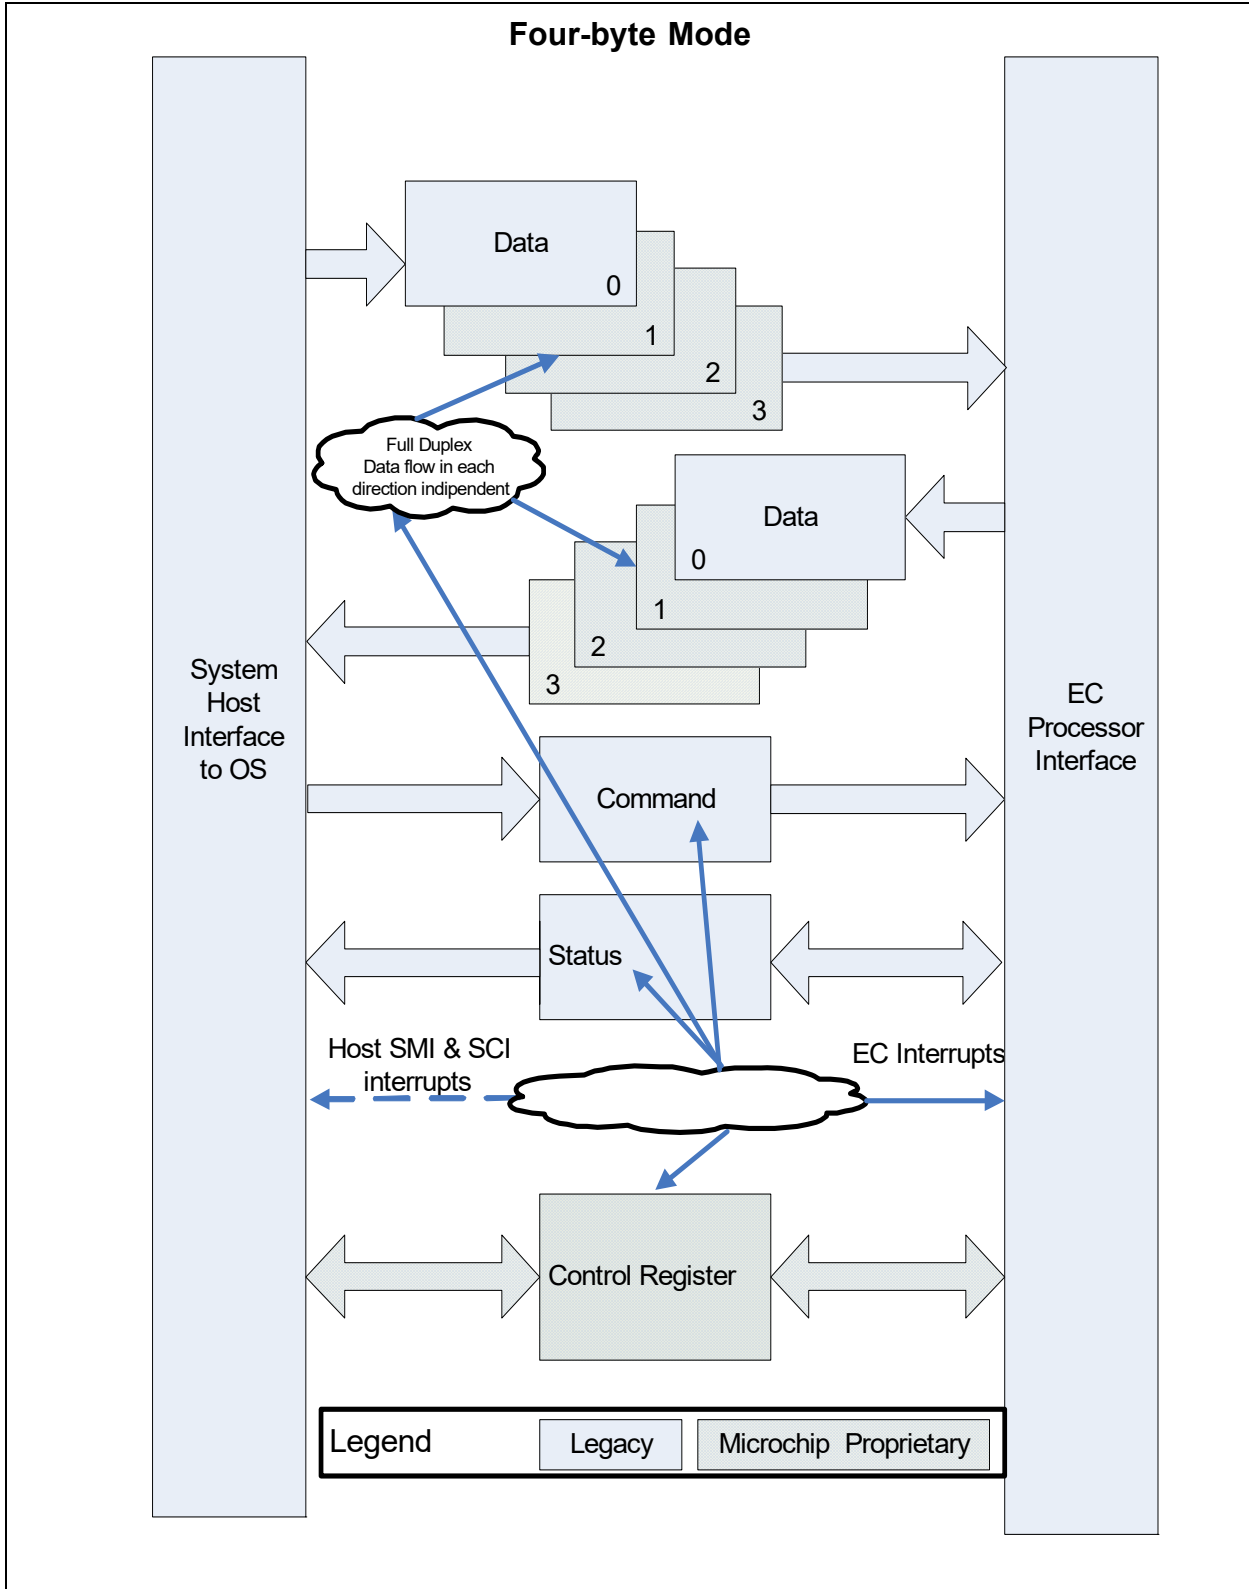 Four-byte Mode
Data
0
1
2
3
Full Duplex
Data flow in each
direction indipendent
Data
0
1
2
3
System
Host
Interface
to OS
EC
Processor
Interface
Command
Status
Host SMI & SCI
interrupts
EC Interrupts
Control Register
Legend
Legacy
Microchip Proprietary